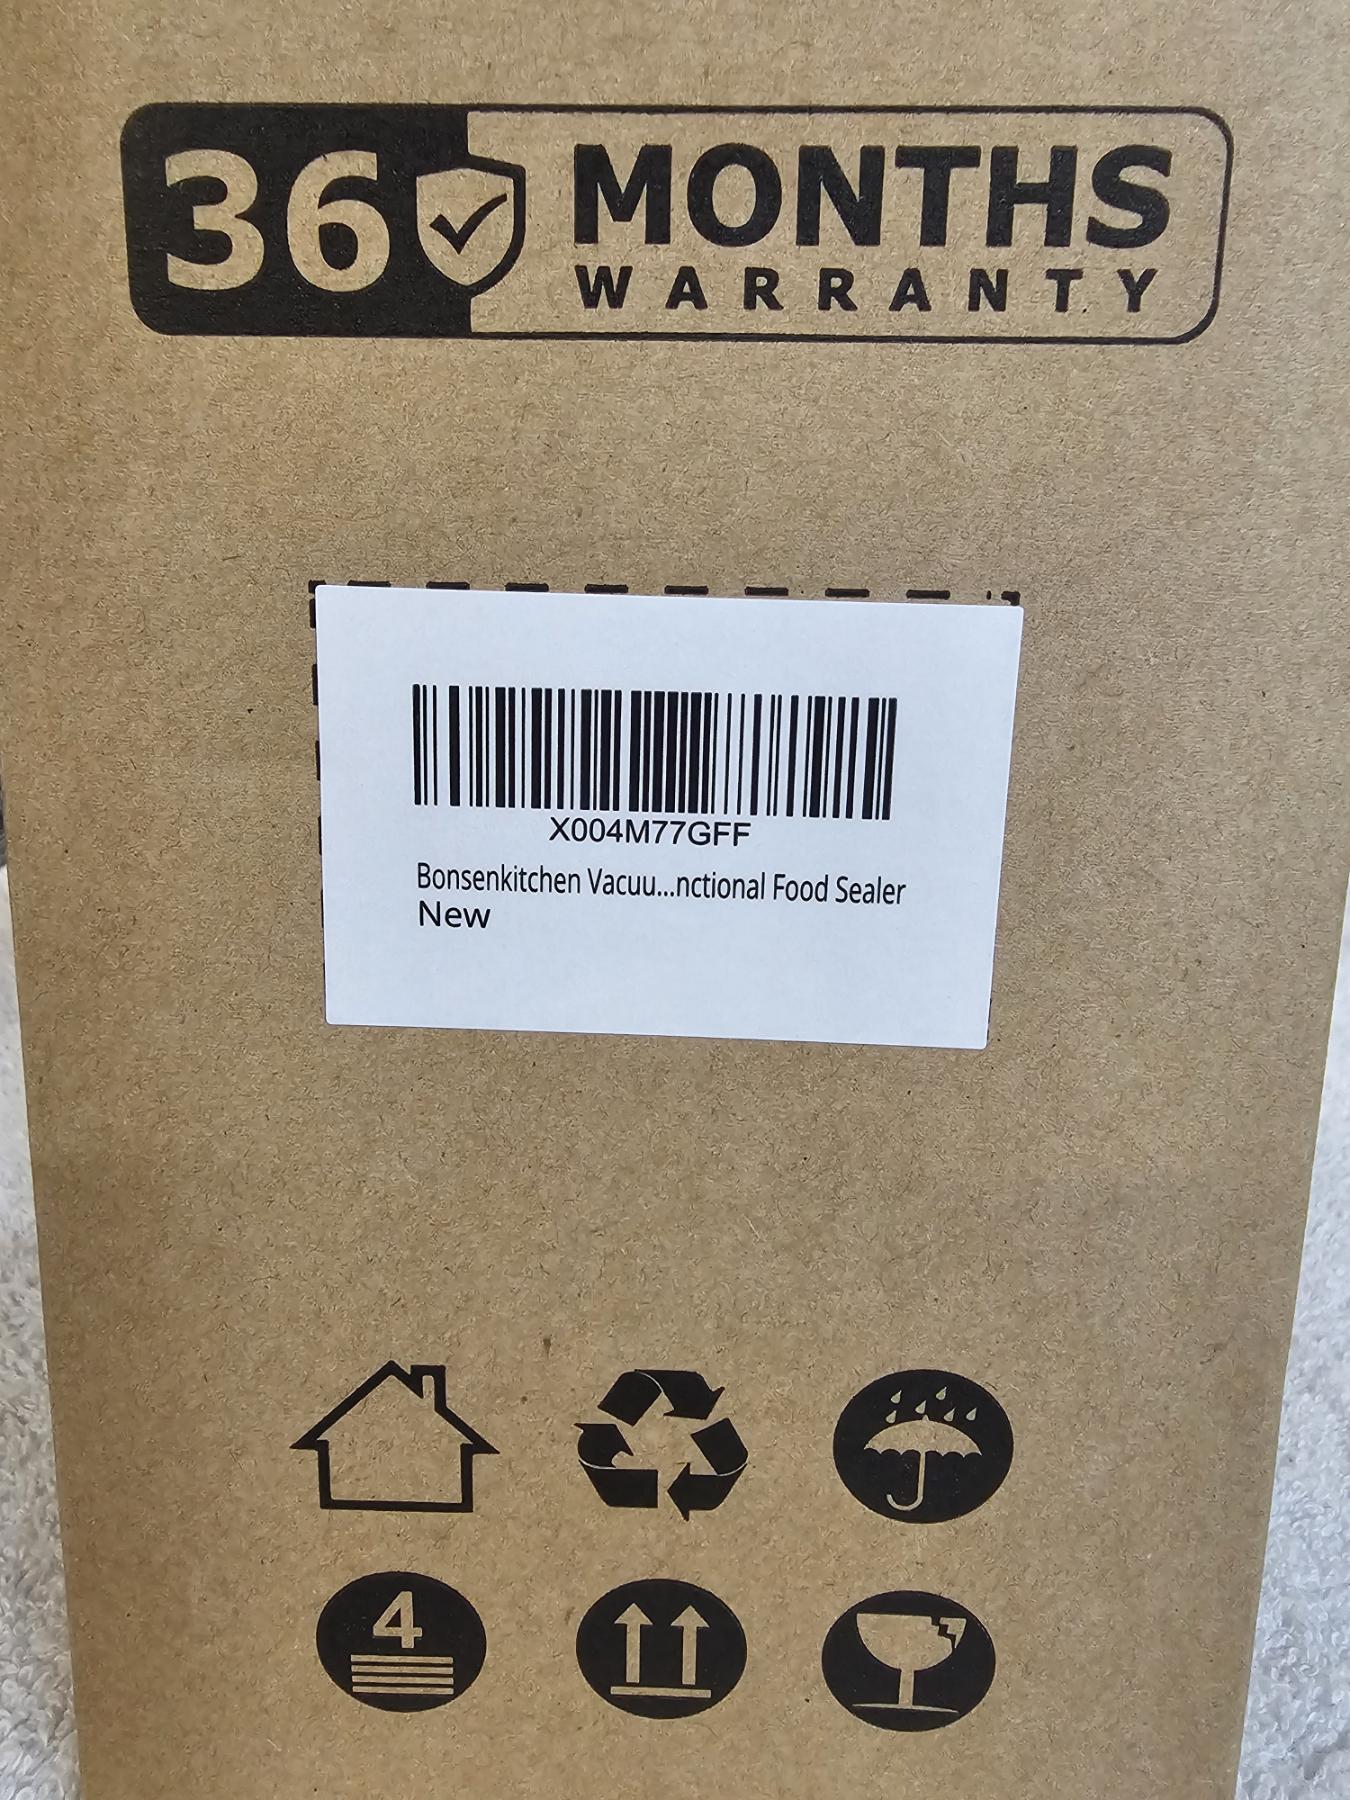 36 MONTHS
WARRANTY
X004M77GFF
Bonsenkitchen Vacuu...nctional Food Sealer
New
4